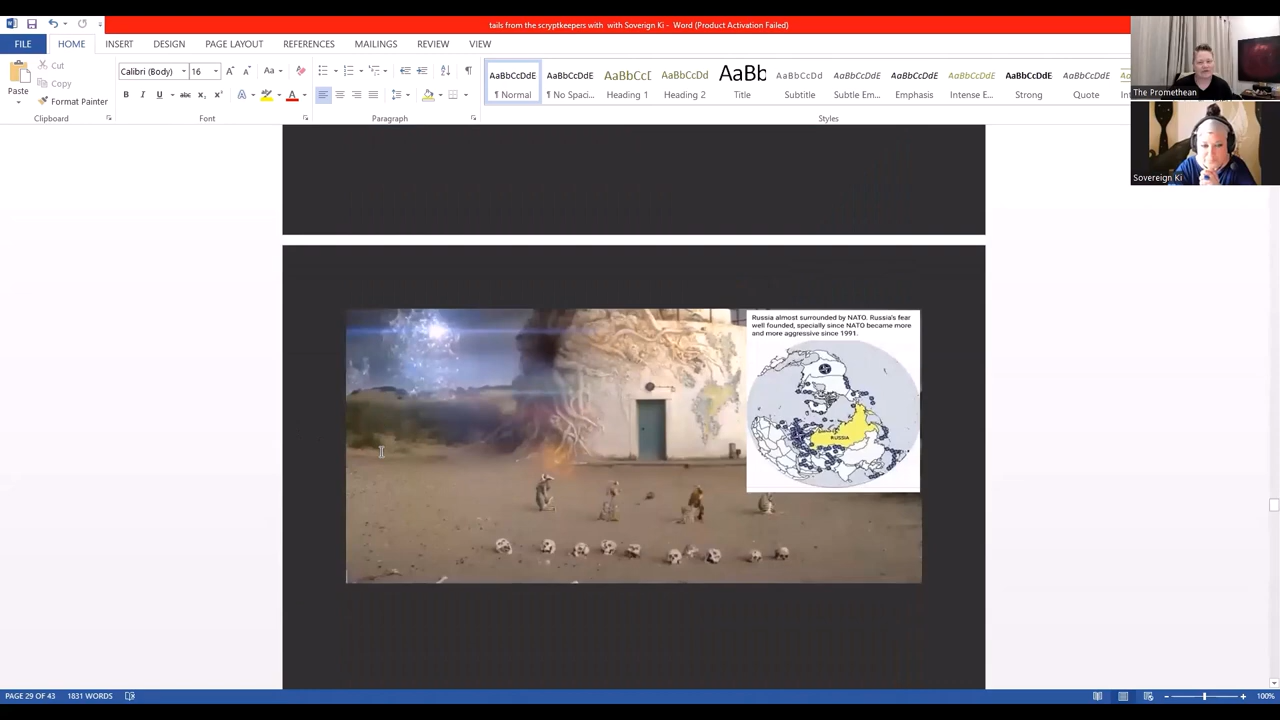 tails from the scryptkeepers with with Soverign Ki - Word (Product Activation Failed)
FILE HOME INSERT DESIGN PAGE LAYOUT REFERENCES MAILINGS REVIEW VIEW
Cut
Copy
Format Painter
Paste
Clipboard
Calibri (Body) 16
Font
Paragraph
AaBbCcDdE AaBbCcDdE AaBbCc AaBbCcDd AaBb AaBbCcDd AaBbCcDdE AaBbCcDdE AaBbCcDdE AaBbCcDdE AaBbCcDdE
¶ Normal ¶ No Spaci... Heading 1 Heading 2 Title Subtitle Subtle Em... Emphasis Intense E... Strong Quote
Styles
The Promethean
Sovereign Ki
Russia almost surrounded by NATO. Russia's fear
well founded, specially since NATO became more
and more aggressive since 1991.
RUSSIA
PAGE 29 OF 43 1831 WORDS
100%